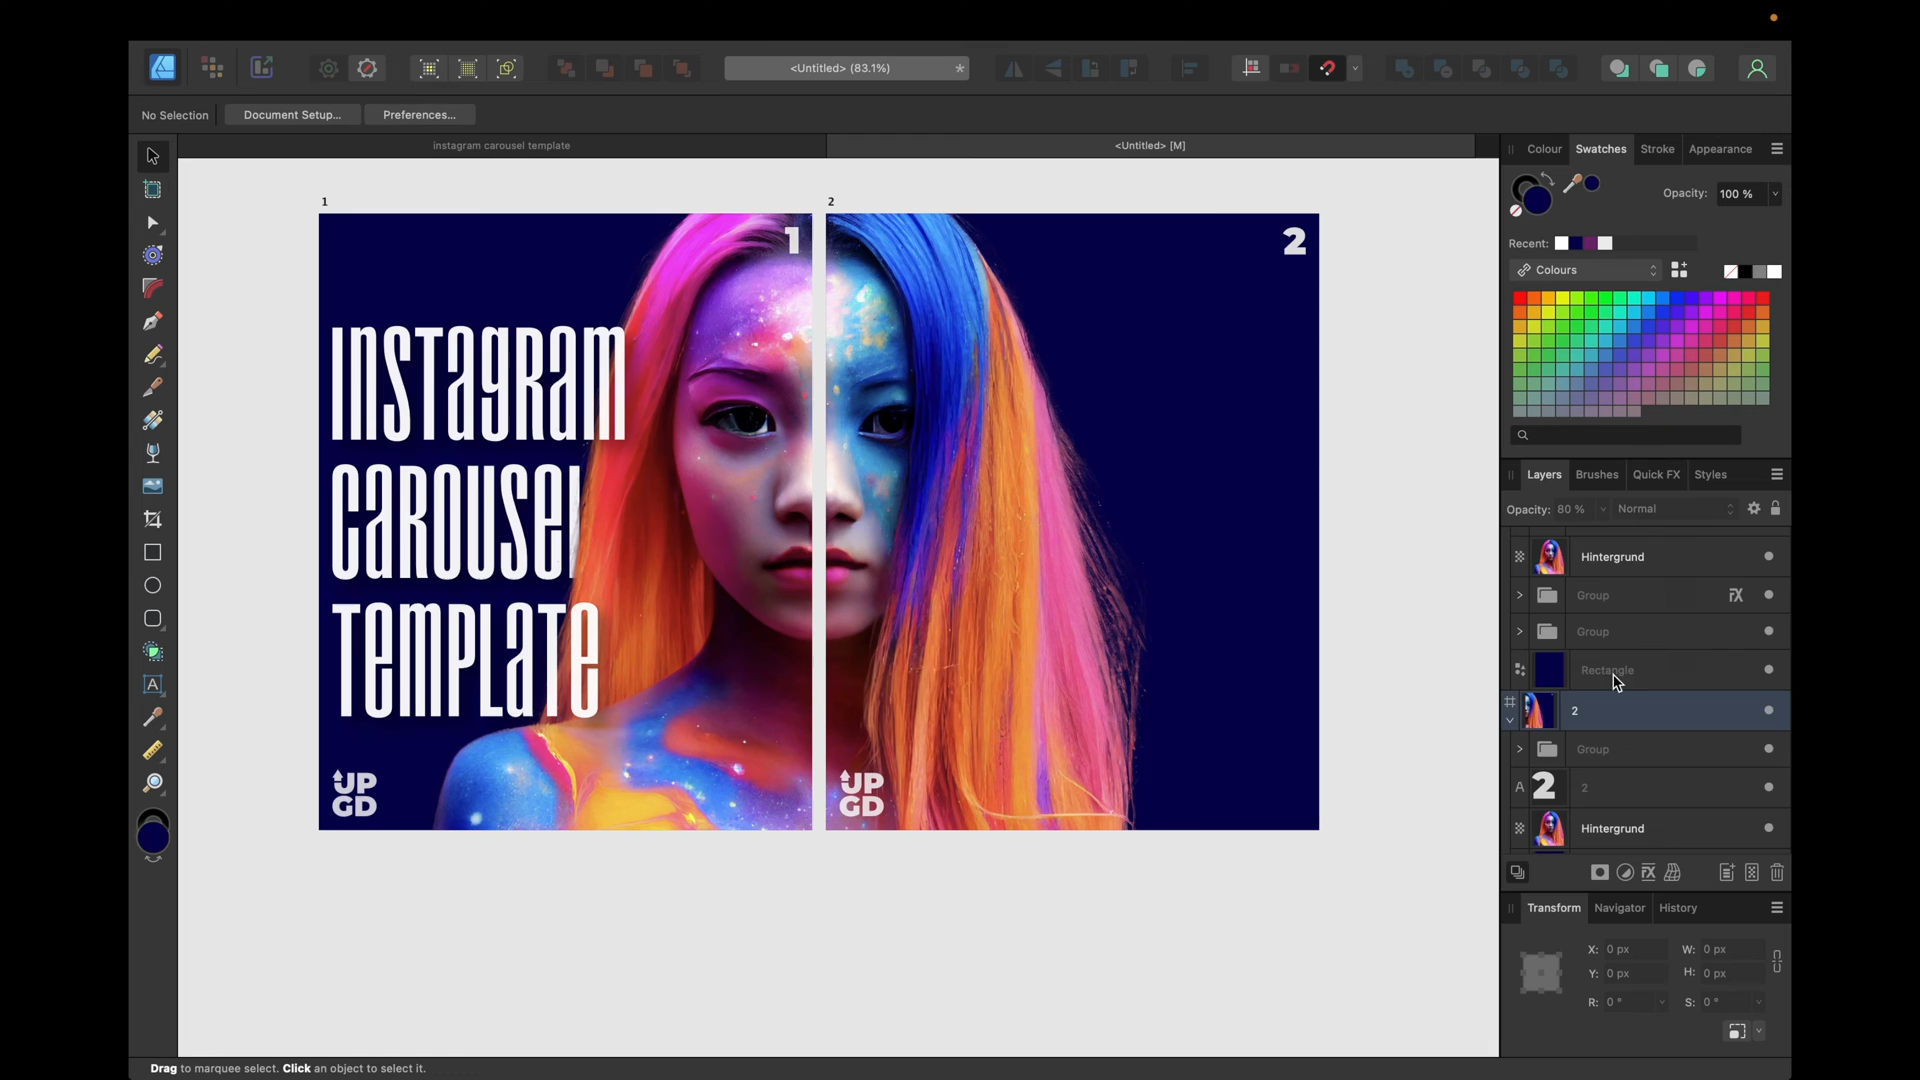 <Untitled> (83.1%)
*
No Selection
Document Setup...
Preferences...
instagram carousel template
<Untitled> [M]
1
2
1
2
INSTAGRAM
CAROUSEL
TEMPLATE
UP
GD
UP
GD
Colour
Swatches
Stroke
Appearance
Opacity:
100 %
Recent:
Colours
Layers
Brushes
Quick FX
Styles
Opacity:
80 %
Normal
Hintergrund
Group
FX
Group
Rectangle
2
Group
A
2
2
Hintergrund
FX
Transform
Navigator
History
X:
0 px
W:
0 px
Y:
0 px
H:
0 px
R:
0 °
S:
0 °
A
Drag to marquee select. Click an object to select it.